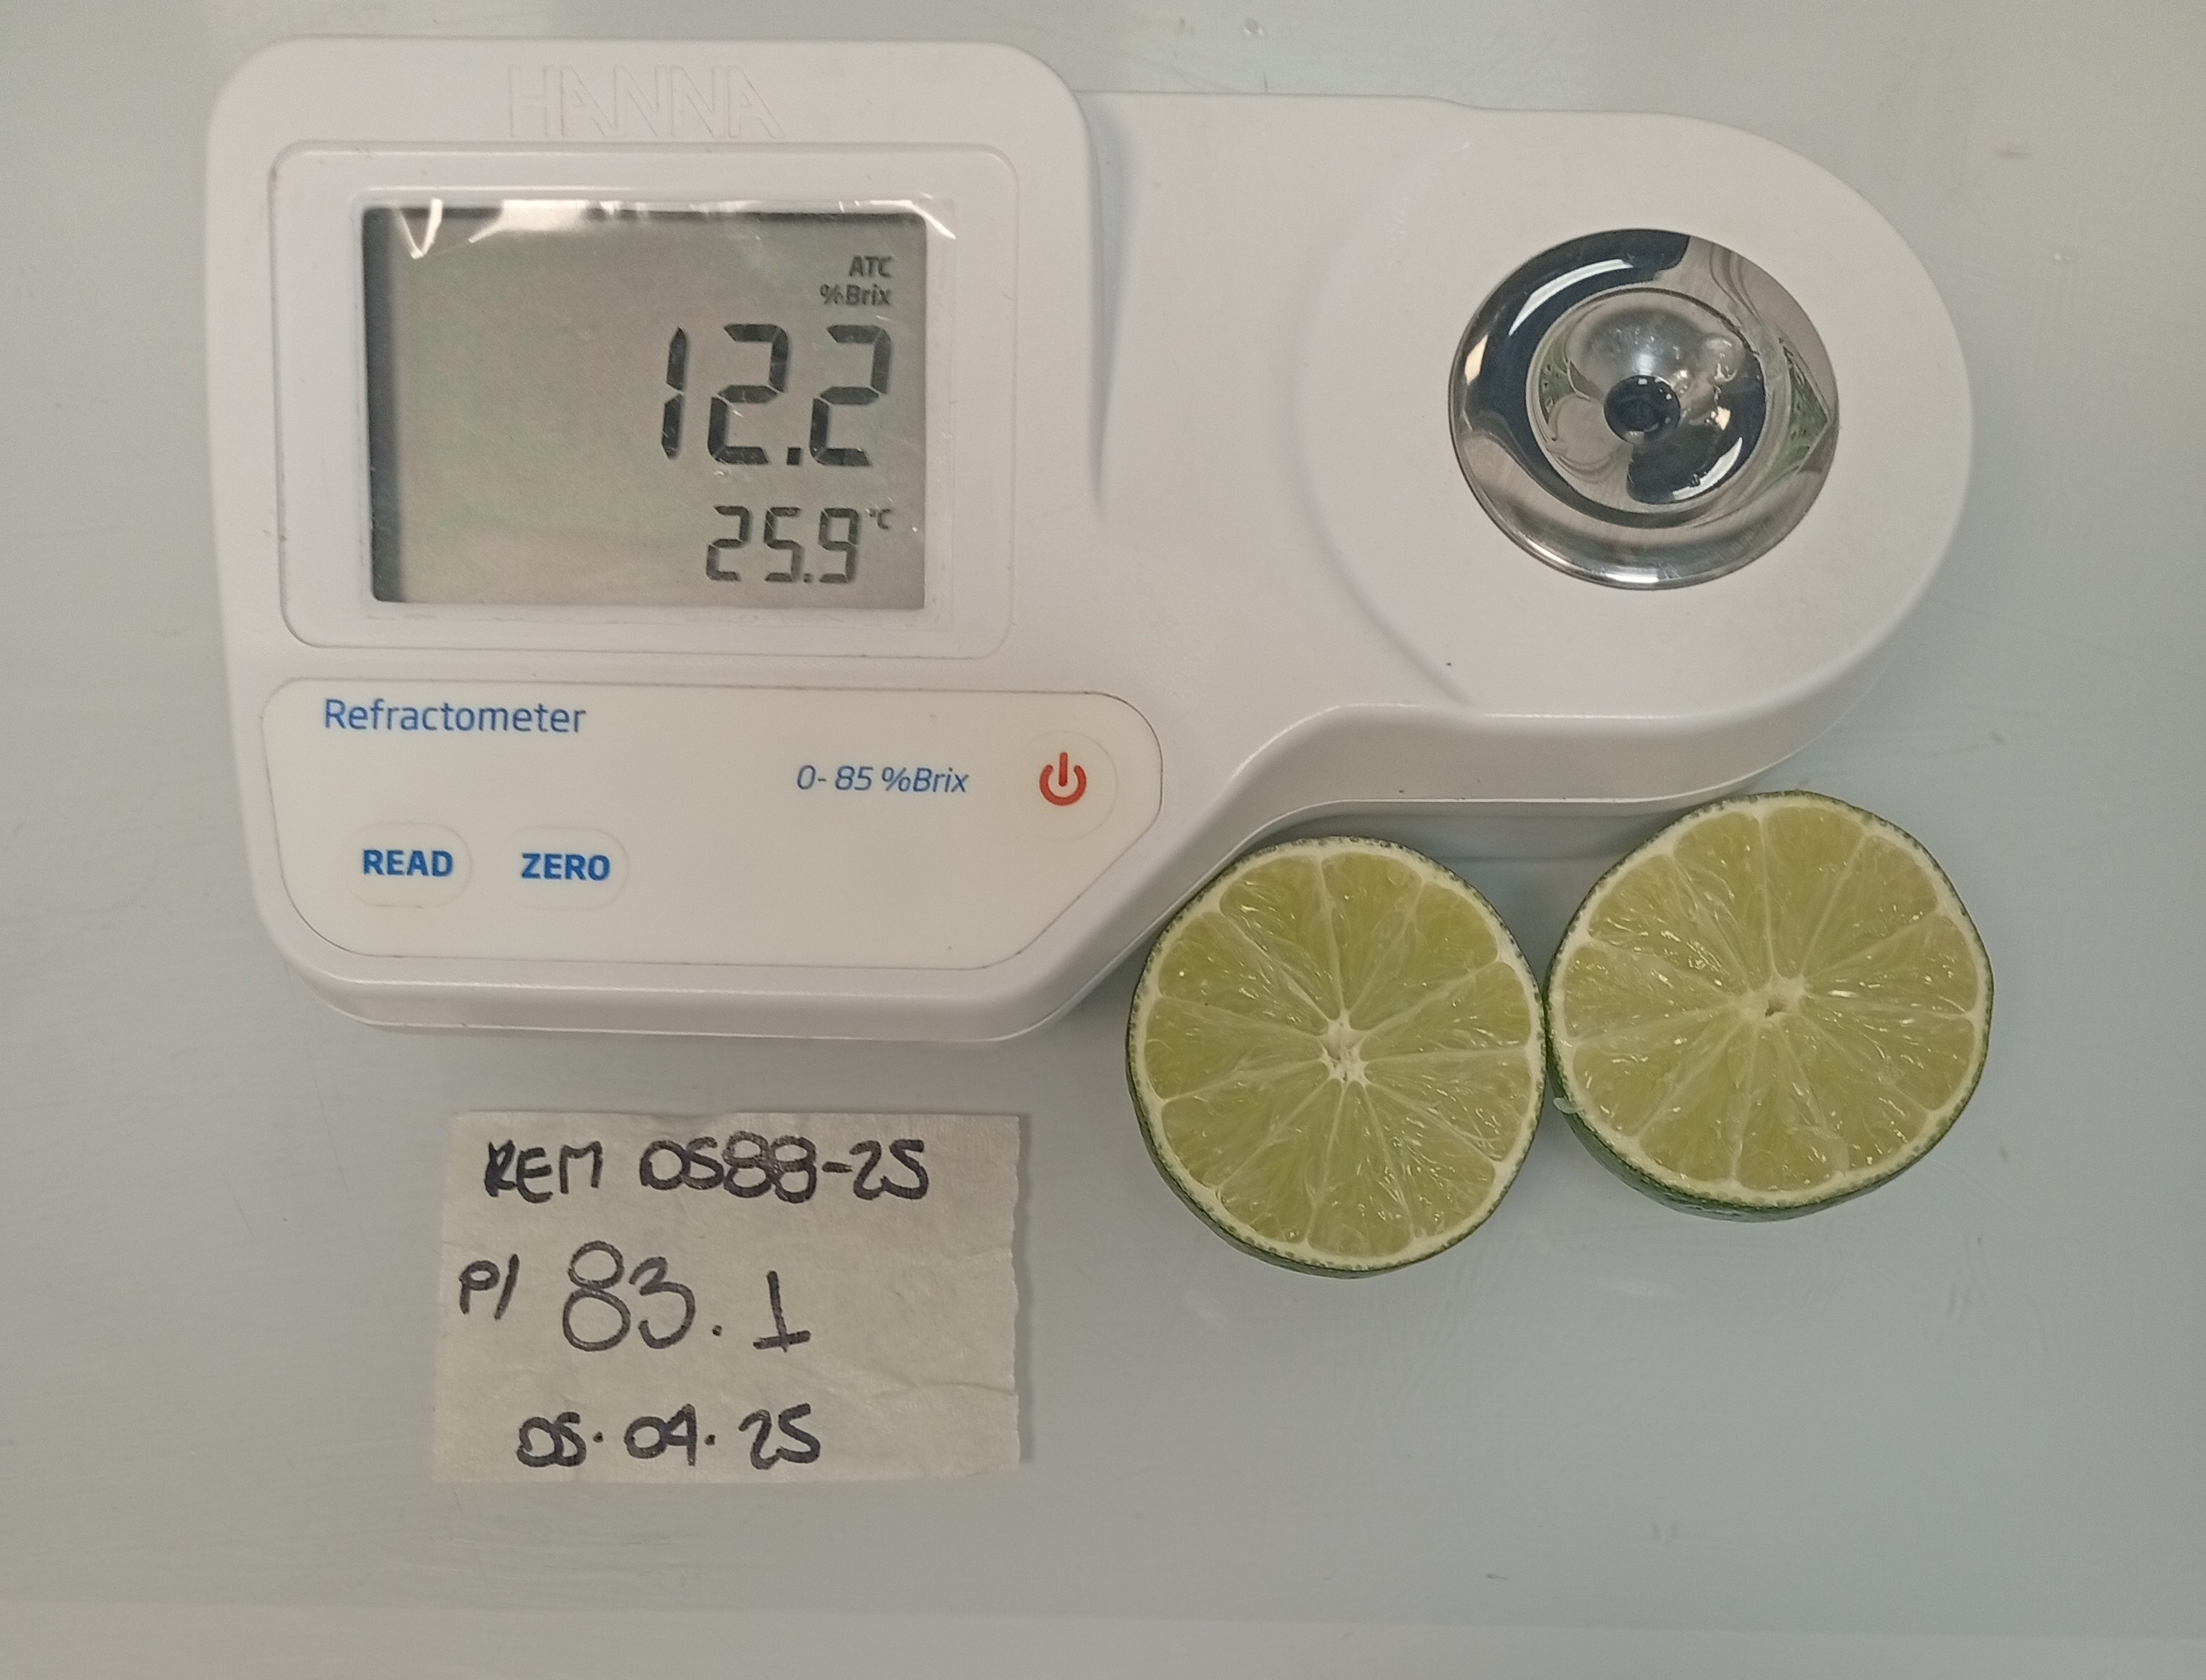 HANNA
ATC
%Brix
12.2
25.9 °C
Refractometer
0-85 %Brix
READ ZERO
REM 0588-25
P/ 83.1
05.04.25